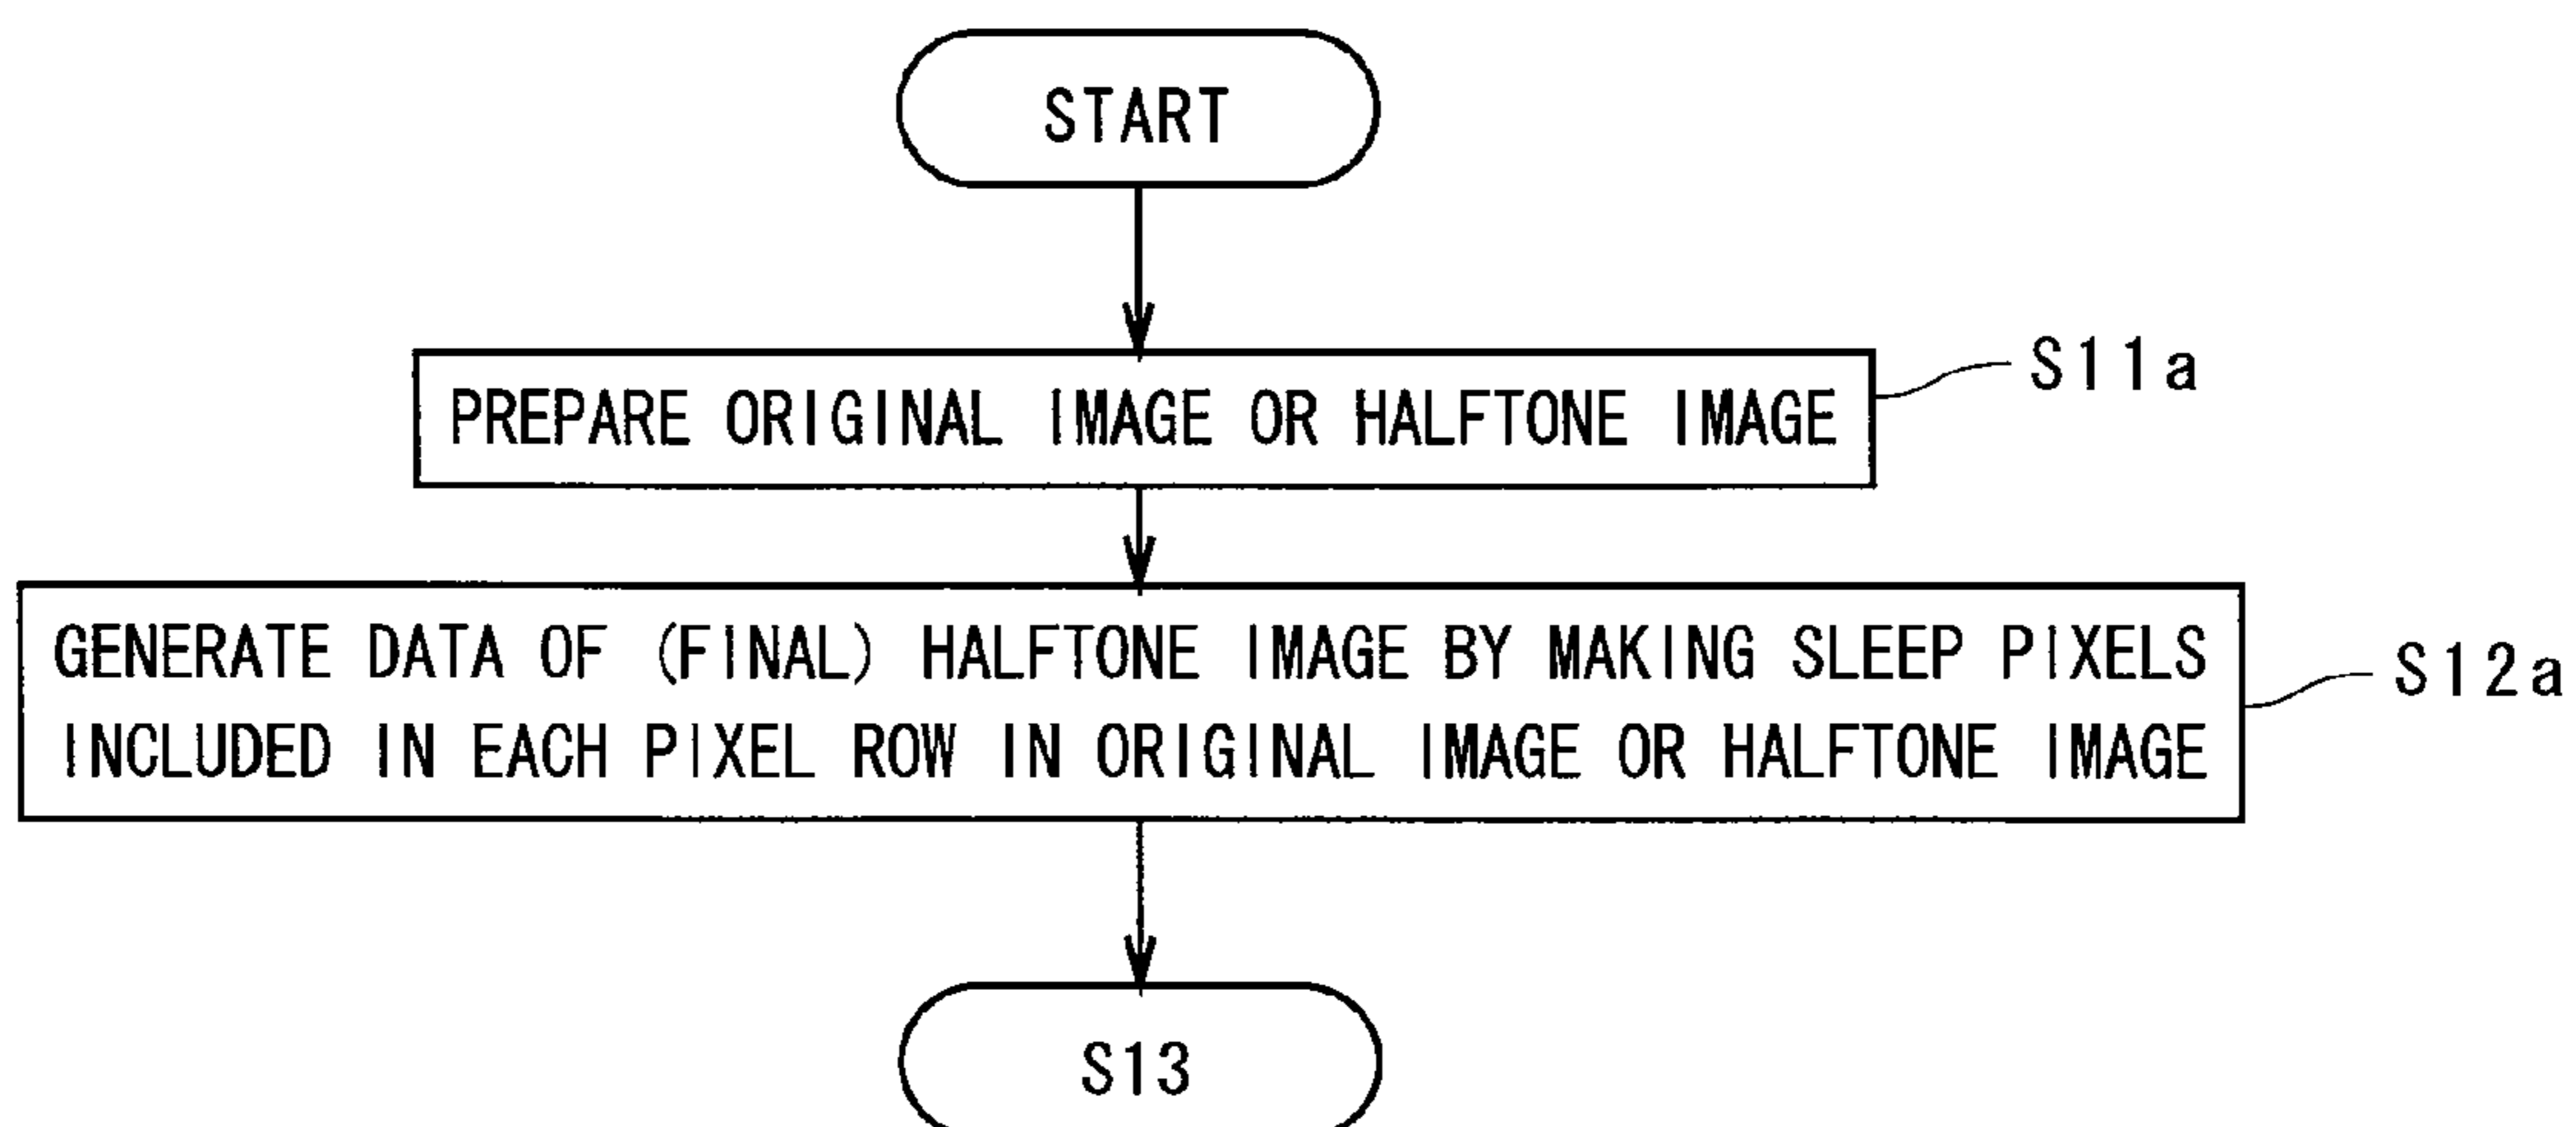 START
PREPARE ORIGINAL IMAGE OR HALFTONE IMAGE
S11a
GENERATE DATA OF (FINAL) HALFTONE IMAGE BY MAKING SLEEP PIXELS
INCLUDED IN EACH PIXEL ROW IN ORIGINAL IMAGE OR HALFTONE IMAGE
S12a
S13